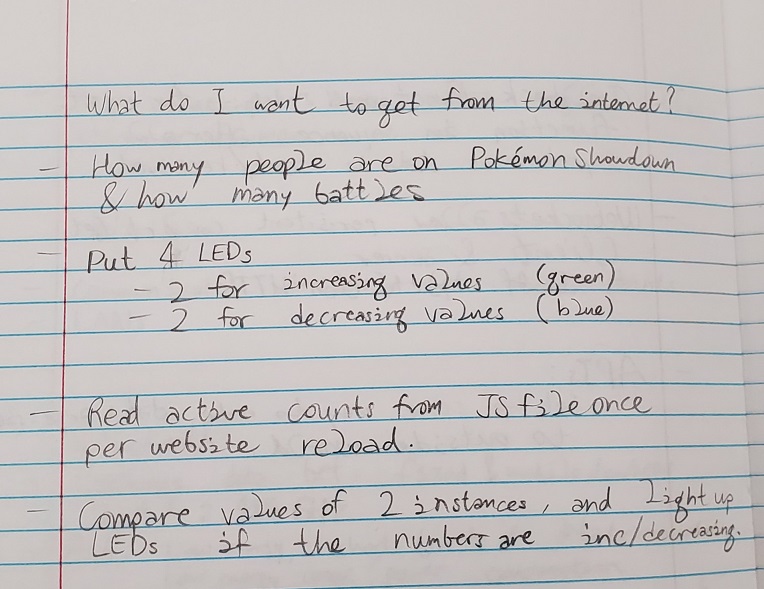 What do I want to get from the internet?
- How many people are on Pokémon Showdown
& how many battles
- Put 4 LEDs
- 2 for increasing values (green)
- 2 for decreasing values (blue)
- Read active counts from JS file once
per website reload.
- Compare values of 2 instances, and light up
LEDs if the numbers are inc/decreasing.